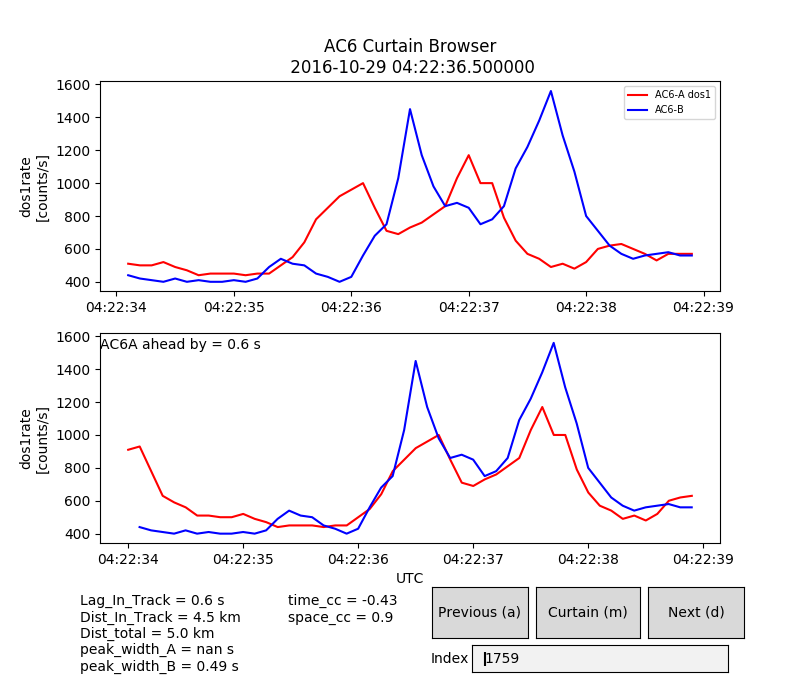 AC6 Curtain Browser
2016-10-29 04:22:36.500000
1600
1400
1200
1000
800
600
400
dos1rate
[counts/s]
AC6-A dos1
AC6-B
04:22:34 04:22:35 04:22:36 04:22:37 04:22:38 04:22:39
AC6A ahead by = 0.6 s
1600
1400
1200
1000
800
600
400
dos1rate
[counts/s]
04:22:34 04:22:35 04:22:36 04:22:37 04:22:38 04:22:39
UTC
Lag_In_Track = 0.6 s
Dist_In_Track = 4.5 km
Dist_total = 5.0 km
peak_width_A = nan s
peak_width_B = 0.49 s
time_cc = -0.43
space_cc = 0.9
Previous (a) Curtain (m) Next (d)
Index 1759